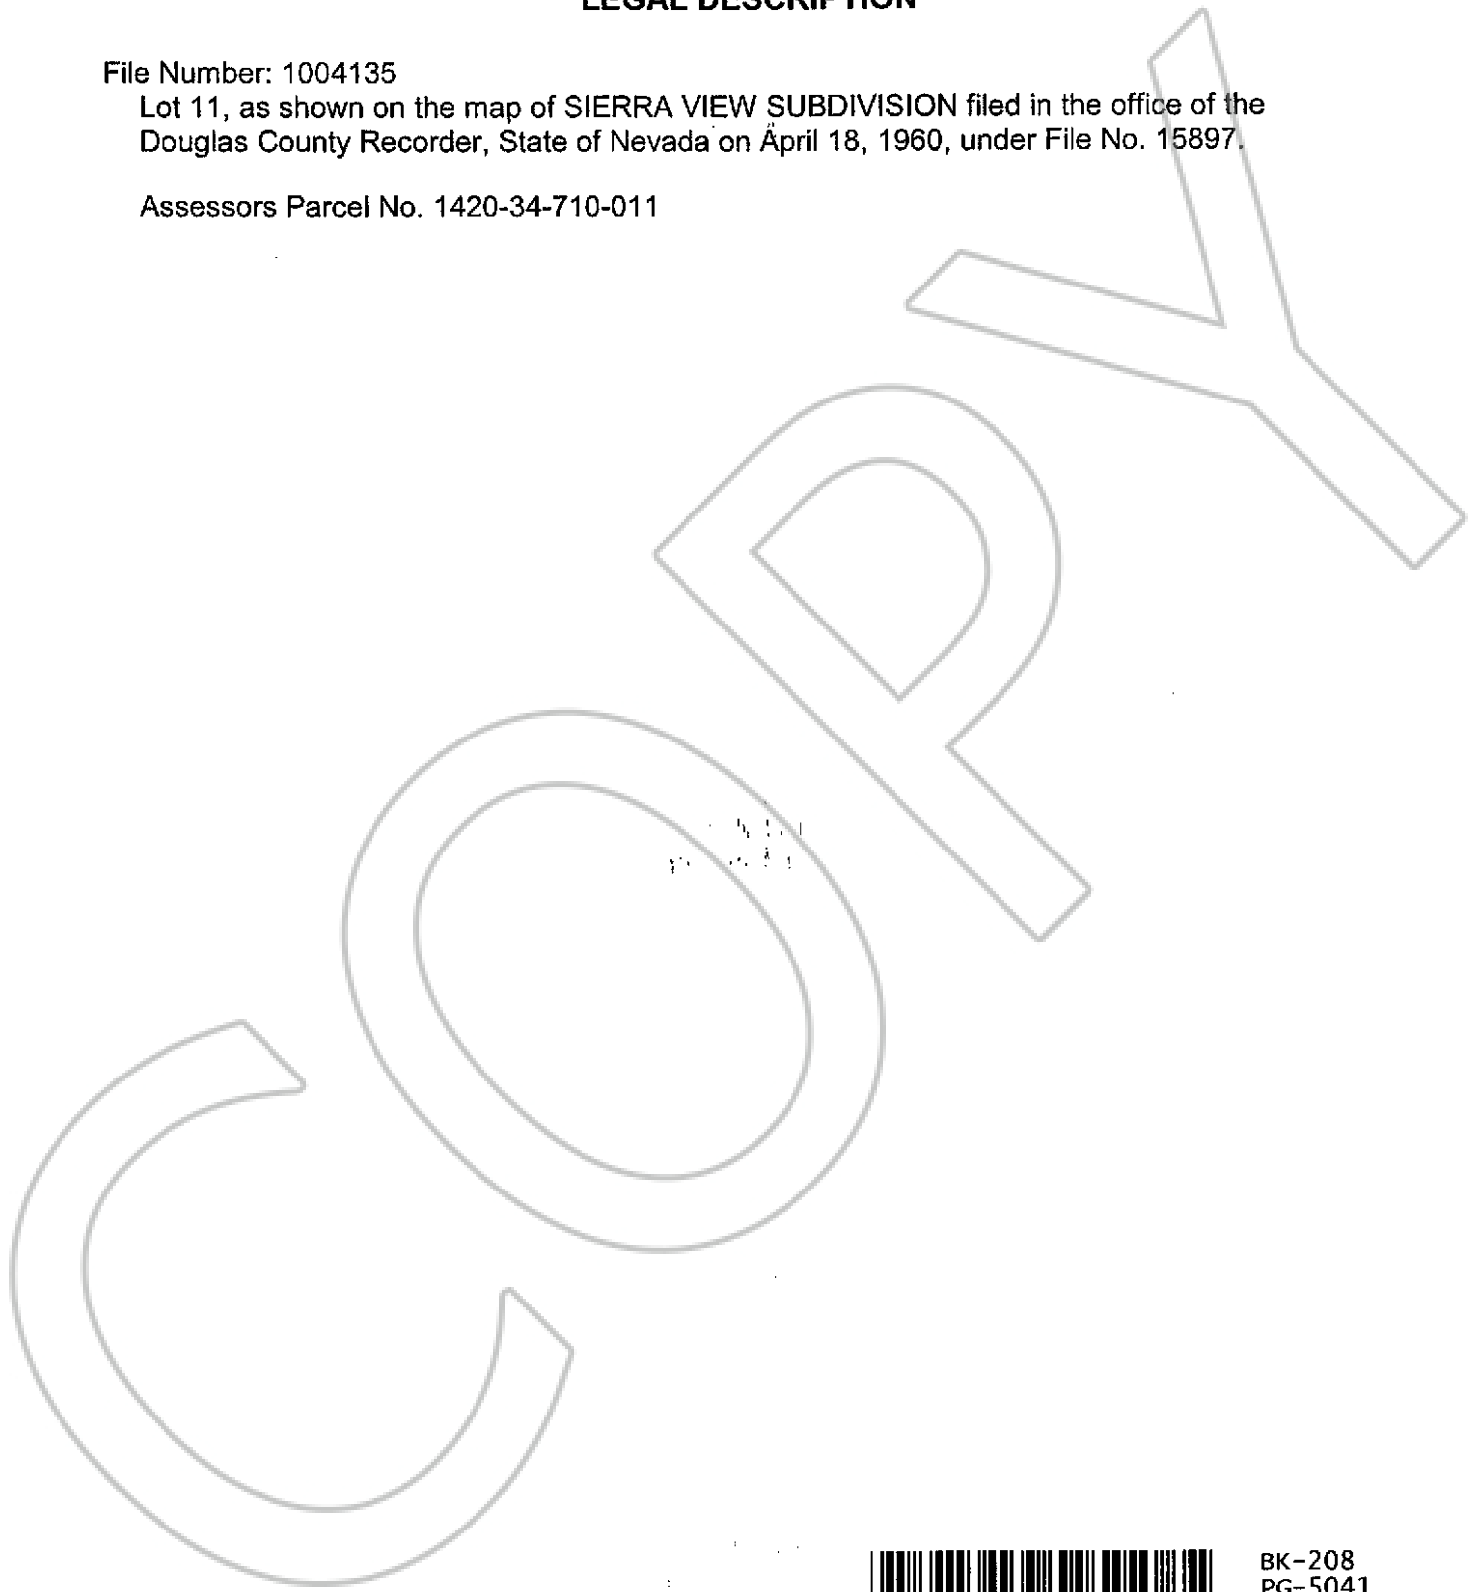 LEGAL DESCRIPTION
File Number: 1004135
Lot 11, as shown on the map of SIERRA VIEW SUBDIVISION filed in the office of the
Douglas County Recorder, State of Nevada on April 18, 1960, under File No. 15897.
Assessors Parcel No. 1420-34-710-011
COPY
BK-208
PG-5041